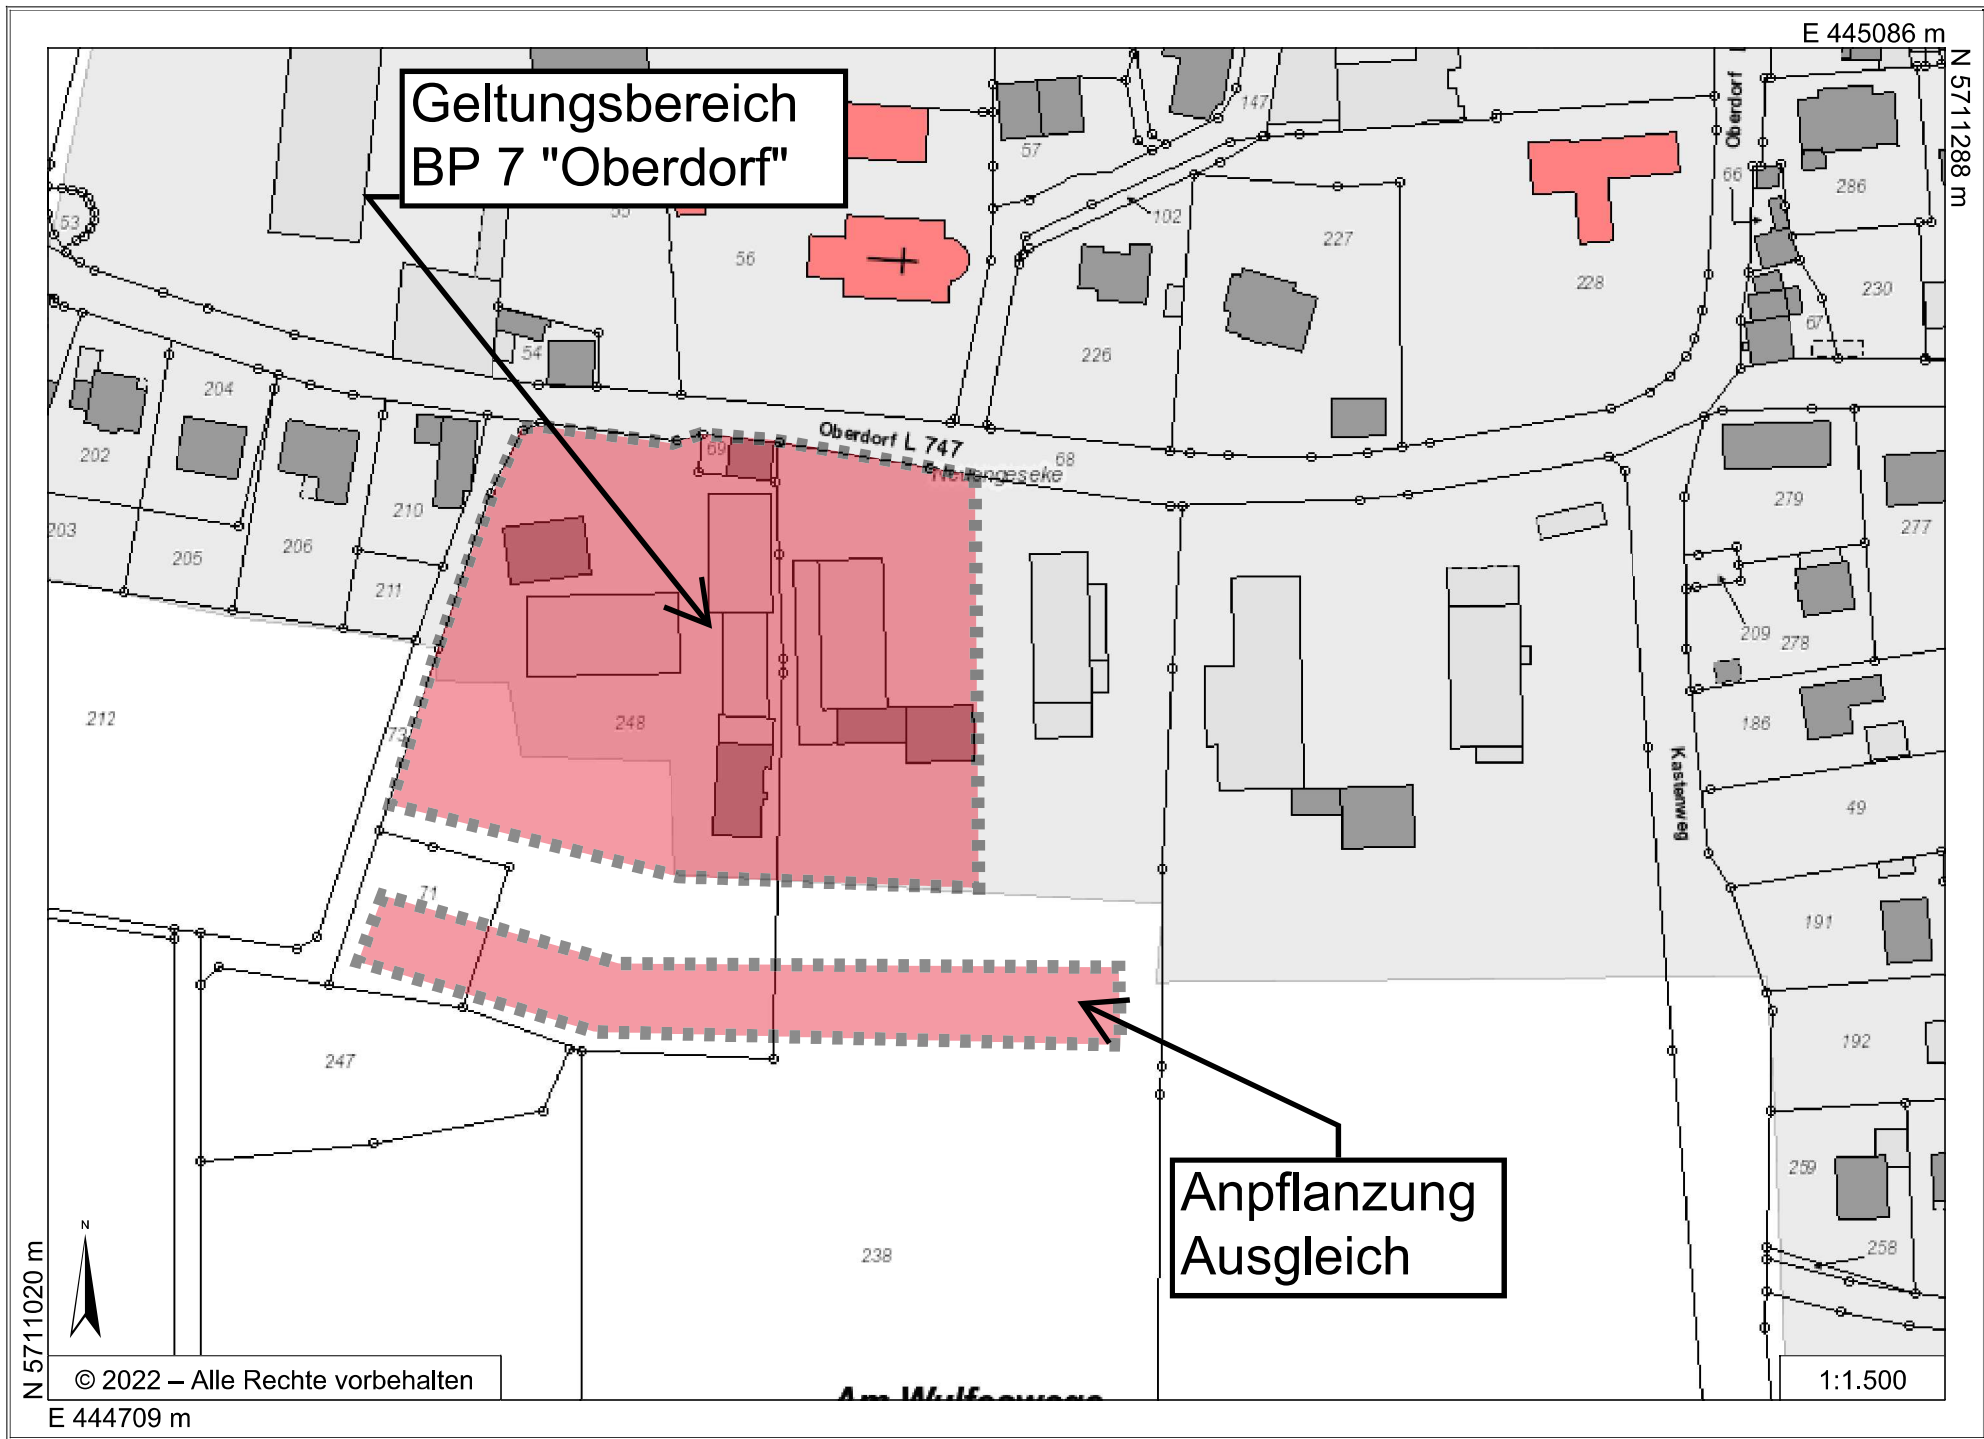 E 445086 m
N 5711288 m
Geltungsbereich
BP 7 "Oberdorf"
Oberdorf
147
57
66
286
53
55
102
56
227
228
230
67
54
226
204
Oberdorf L 747
68
Neuengeseke
69
202
210
279
277
203
205
206
211
209
278
248
212
73
186
Kastenweg
49
71
191
192
247
259
258
Anpflanzung
Ausgleich
238
N
N 5711020 m
© 2022 – Alle Rechte vorbehalten
1:1.500
E 444709 m